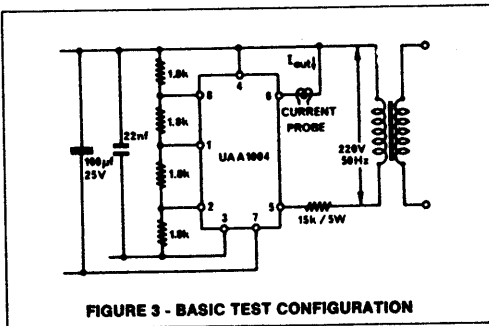 Iout
1.8k
4
8
6
CURRENT
PROBE
1.8k
22nf
220V
50Hz
100µf
25V
1
UAA1004
1.8k
2
5
3
7
15k / 5W
1.8k
FIGURE 3 - BASIC TEST CONFIGURATION